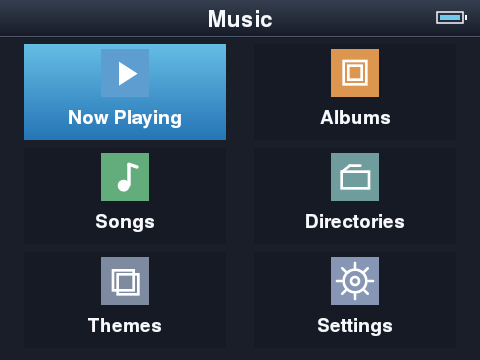 Music
Now Playing
Albums
Songs
Directories
Themes
Settings